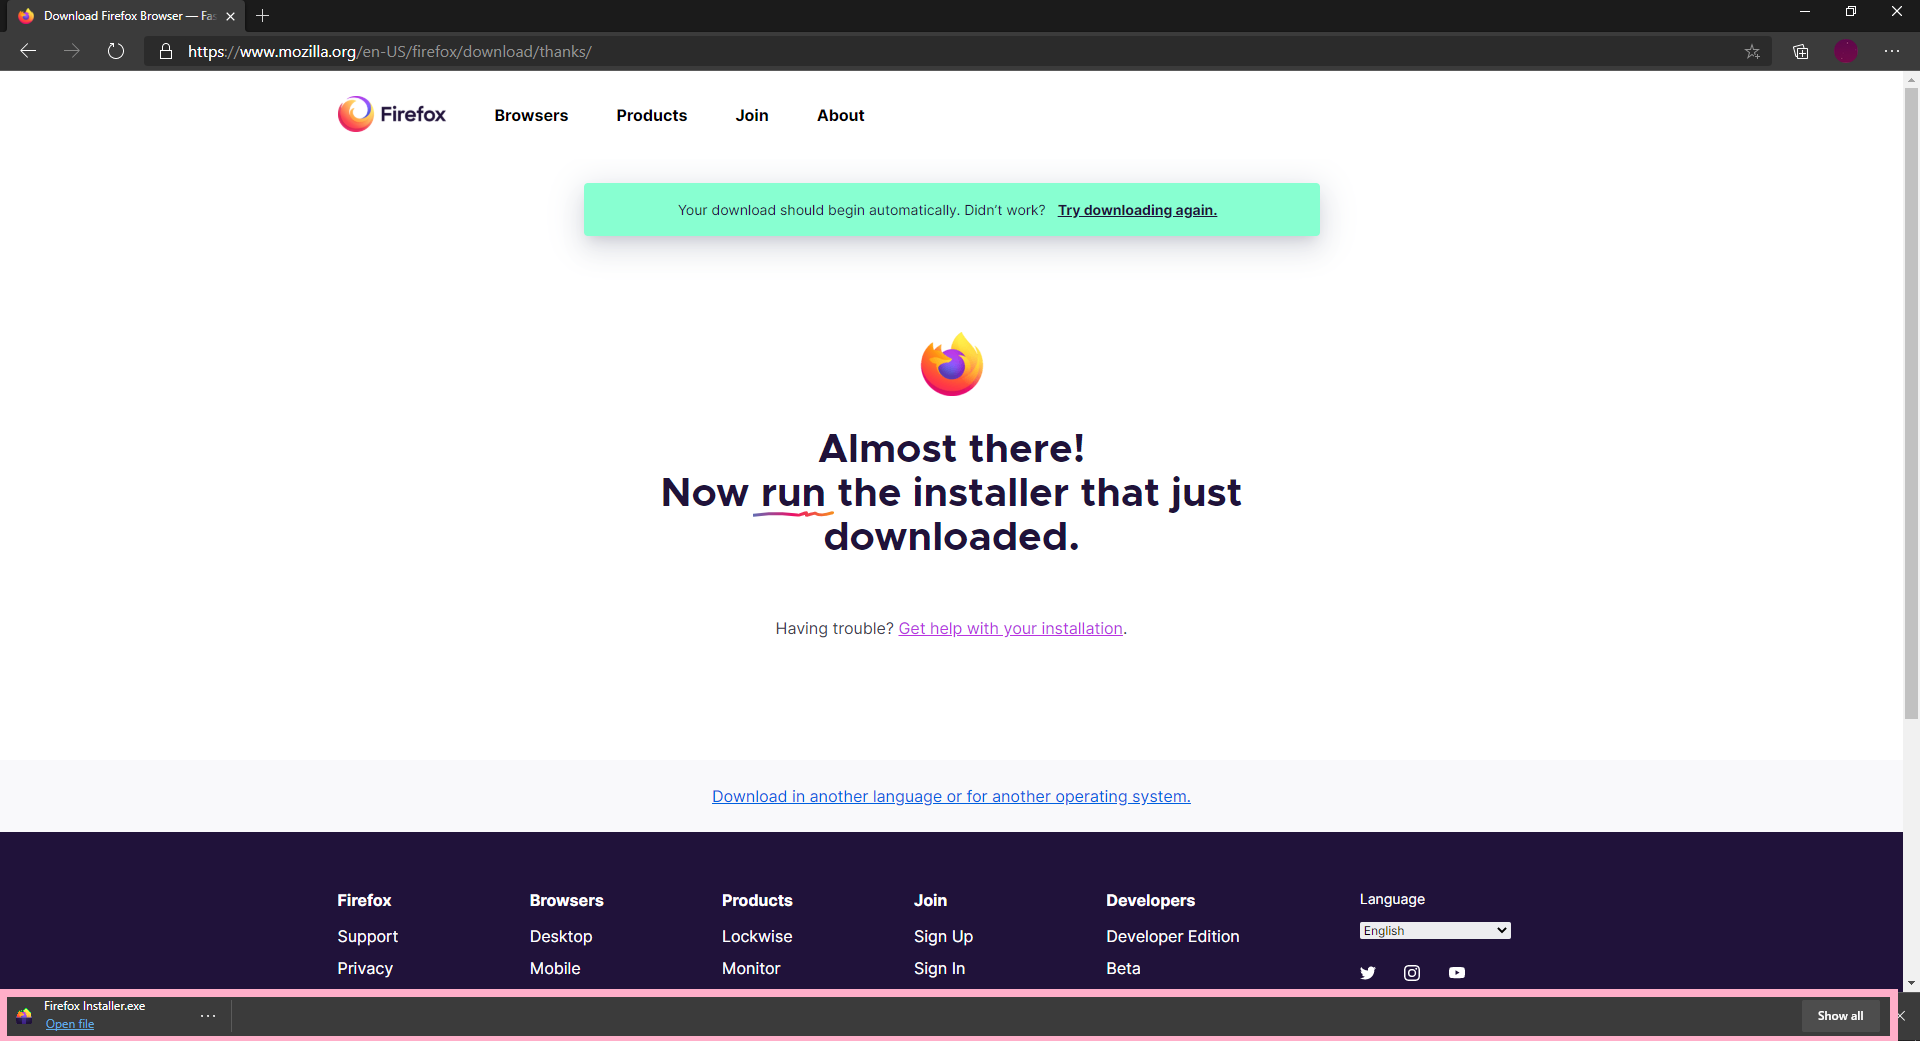 Download Firefox Browser — Fas
https://www.mozilla.org/en-US/firefox/download/thanks/
Firefox
Browsers
Products
Join
About
Your download should begin automatically. Didn't work? Try downloading again.
Almost there!
Now run the installer that just
downloaded.
Having trouble? Get help with your installation.
Download in another language or for another operating system.
Firefox
Support
Privacy
Browsers
Desktop
Mobile
Products
Lockwise
Monitor
Join
Sign Up
Sign In
Developers
Developer Edition
Beta
Language
English
Firefox Installer.exe
Open file
Show all